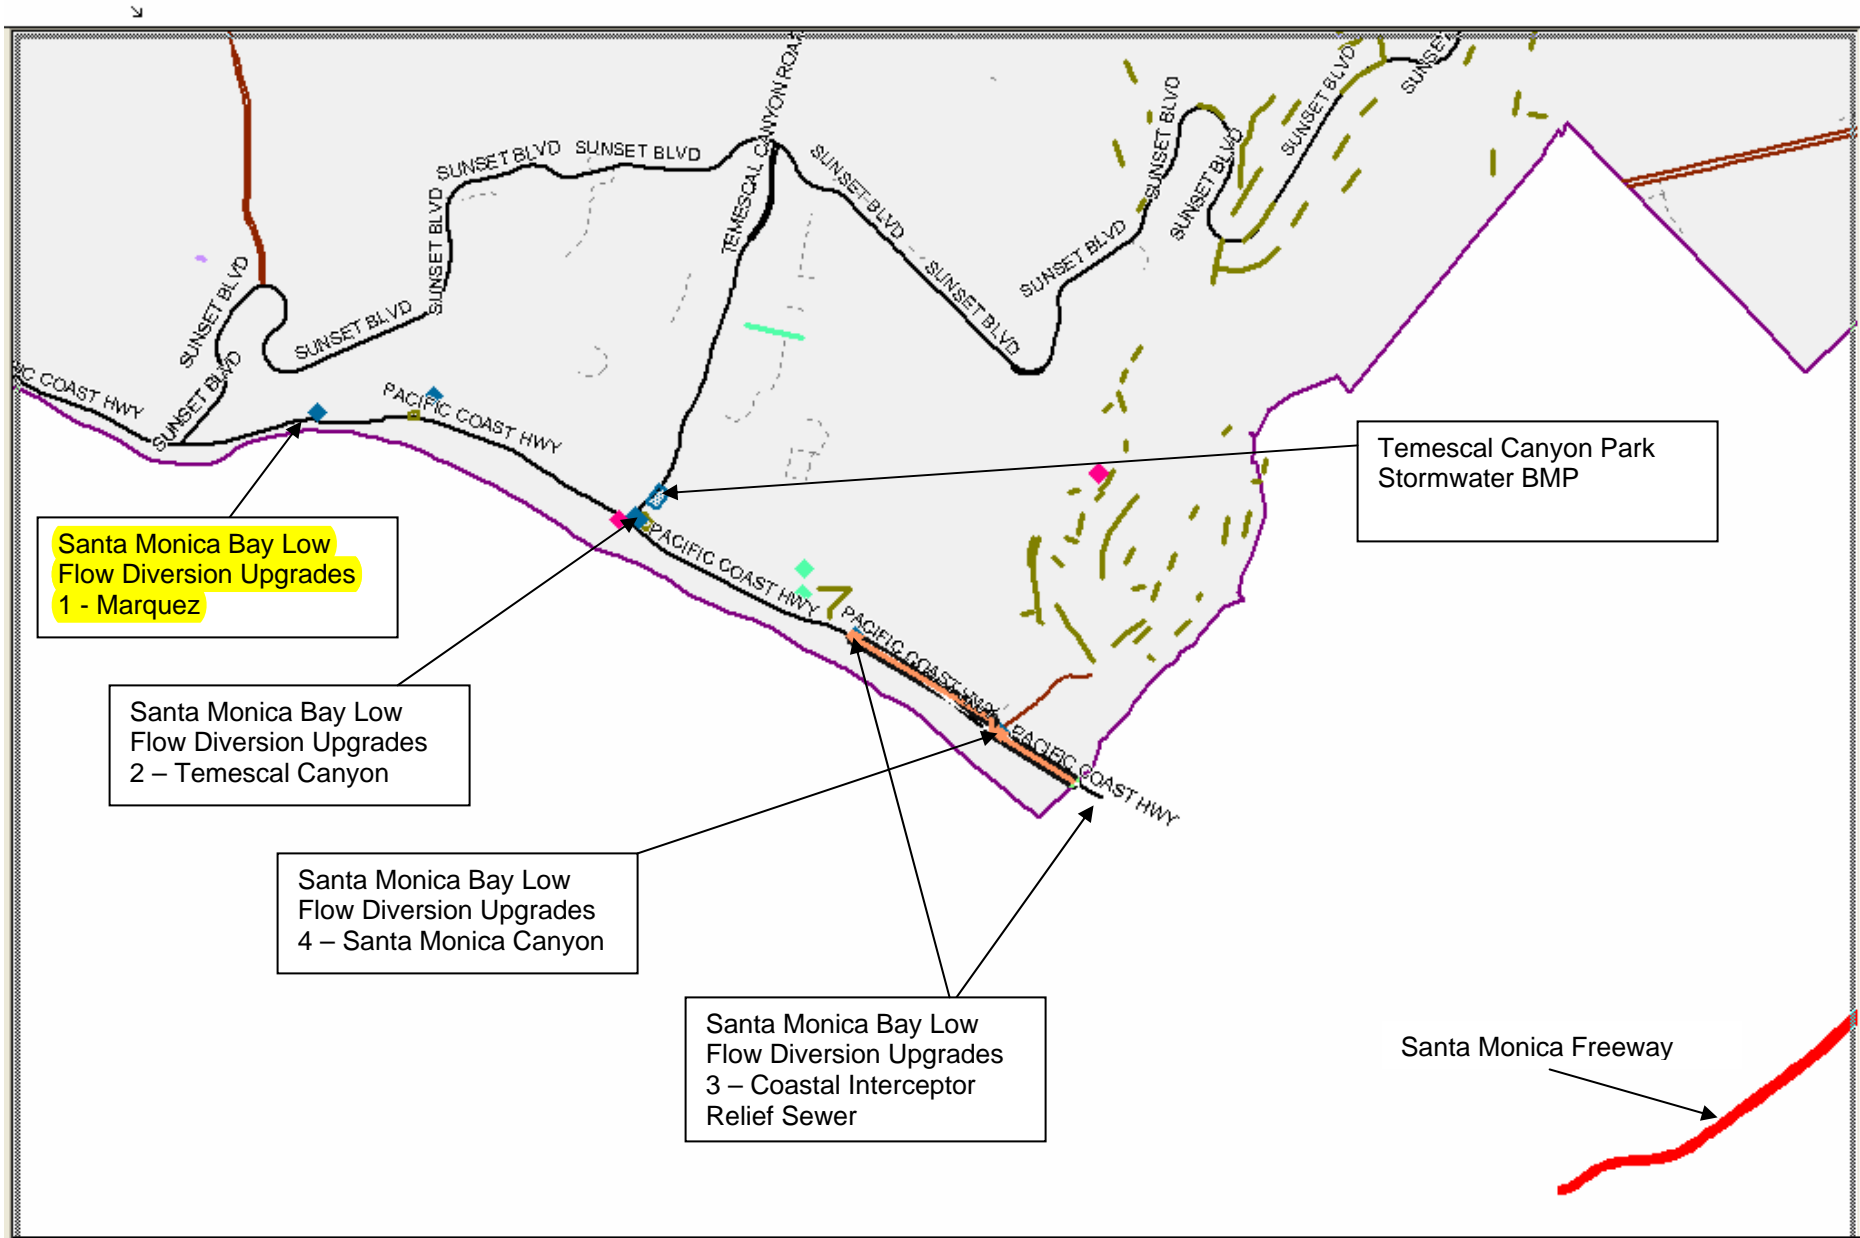 TEMESCAL CANYON ROAD
SUNSET BLVD
SUNSET BLVD
SUNSET BLVD
SUNSET BLVD
SUNSET BLVD
SUNSET BLVD
SUNSET BLVD
SUNSET BLVD
SUNSET BLVD
SUNSET BLVD
SUNSET BLVD
SUNSET BLVD
SUNSET BLVD
SUNSET
IC COAST HWY
SUNSET BLVD
PACIFIC COAST HWY
PACIFIC COAST HWY
PACIFIC COAST HWY
PACIFIC COAST HWY
Temescal Canyon Park
Stormwater BMP
Santa Monica Bay Low
Flow Diversion Upgrades
1 - Marquez
Santa Monica Bay Low
Flow Diversion Upgrades
2 – Temescal Canyon
Santa Monica Bay Low
Flow Diversion Upgrades
4 – Santa Monica Canyon
Santa Monica Bay Low
Flow Diversion Upgrades
3 – Coastal Interceptor
Relief Sewer
Santa Monica Freeway